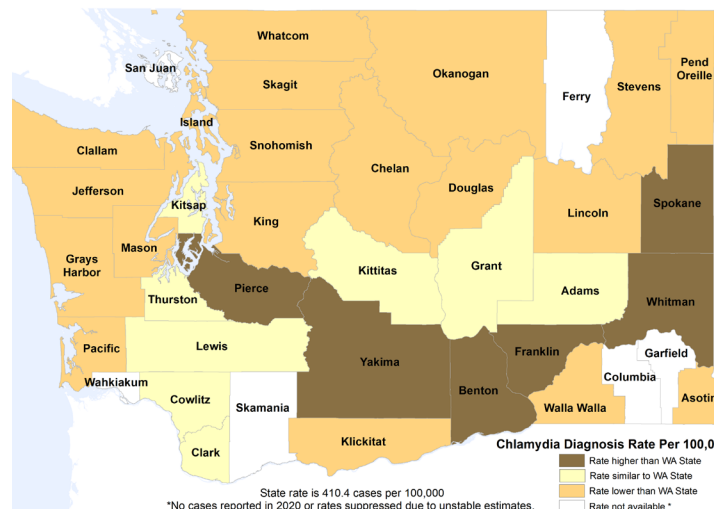 Whatcom
San Juan
Skagit
Okanogan
Ferry
Stevens
Pend
Oreille
Island
Clallam
Snohomish
Chelan
Douglas
Jefferson
Kitsap
King
Lincoln
Spokane
Grays
Harbor
Mason
Kittitas
Grant
Adams
Thurston
Pierce
Whitman
Pacific
Lewis
Yakima
Franklin
Garfield
Wahkiakum
Columbia
Cowlitz
Skamania
Benton
Walla Walla
Asotin
Clark
Klickitat
Chlamydia Diagnosis Rate Per 100,0
Rate higher than WA State
Rate similar to WA State
Rate lower than WA State
Rate not available *
State rate is 410.4 cases per 100,000
*No cases reported in 2020 or rates suppressed due to unstable estimates.